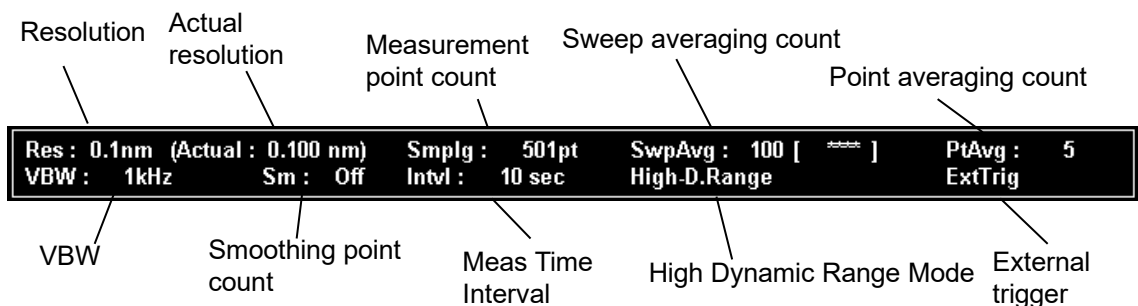 Resolution
Actual
resolution
Measurement
point count
Sweep averaging count
Point averaging count
Res : 0.1nm (Actual : 0.100 nm) Smplg : 501pt SwpAvg : 100 [ **** ] PtAvg : 5
VBW : 1kHz Sm : Off Intvl : 10 sec High-D.Range ExtTrig
VBW
Smoothing point
count
Meas Time
Interval
High Dynamic Range Mode
External
trigger